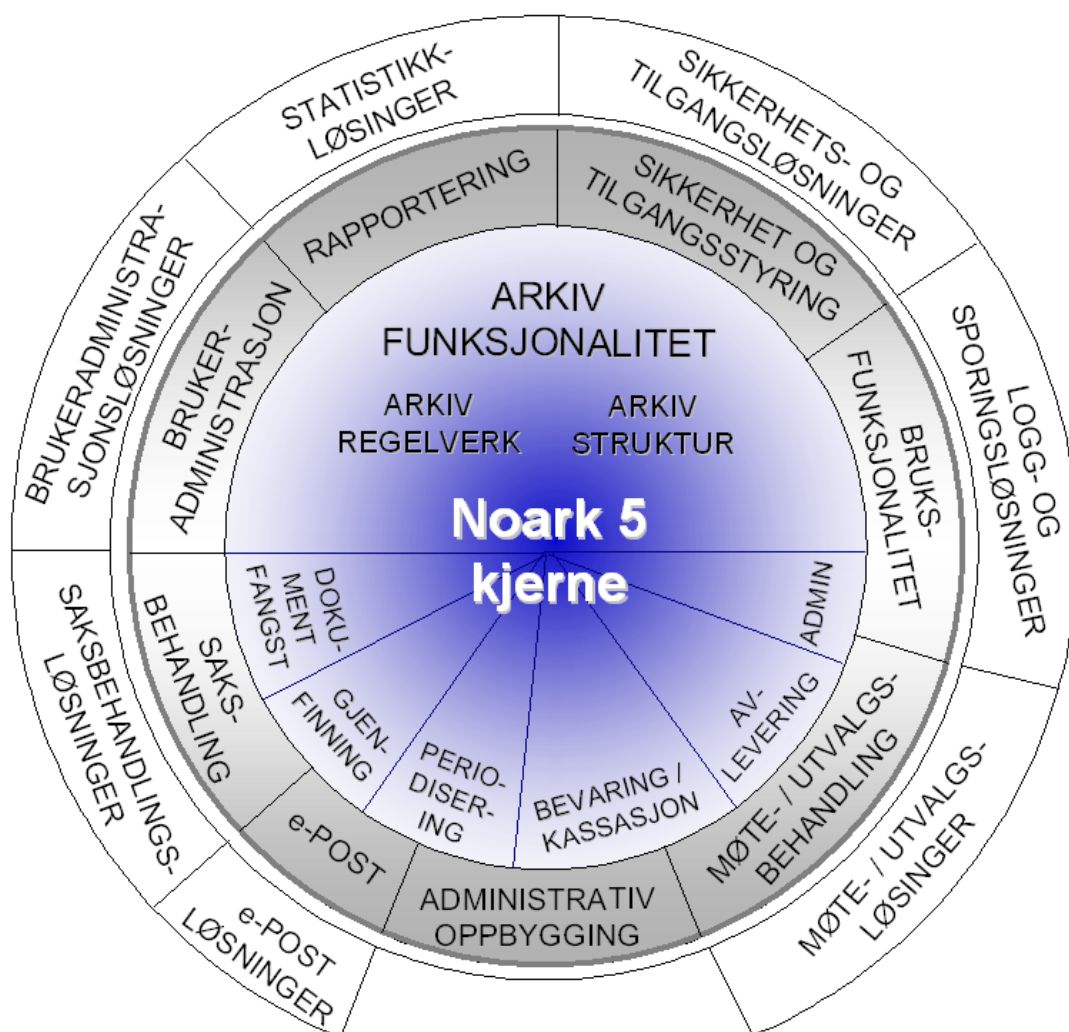 STATISTIKK-
LØSINGER
SIKKERHETS- OG
TILGANGSLØSNINGER
BRUKERADMINISTRA-
SJONSLØSNINGER
LOGG- OG
SPORINGSLØSNINGER
SAKSBEHANDLINGS-
LØSNINGER
e-POST
LØSNINGER
MØTE- / UTVALGS-
LØSINGER
RAPPORTERING
SIKKERHET OG
TILGANGSSTYRING
BRUKER-
ADMINISTRASJON
BRUKS-
FUNKSJONALITET
SAKS-
BEHANDLING
e-POST
ADMINISTRATIV
OPPBYGGING
MØTE- / UTVALGS-
BEHANDLING
ARKIV
FUNKSJONALITET
ARKIV
REGELVERK
ARKIV
STRUKTUR
Noark 5
kjerne
DOKU-
MENT
FANGST
GJEN-
FINNING
PERIO-
DISER-
ING
BEVARING /
KASSASJON
AV-
LEVERING
ADMIN